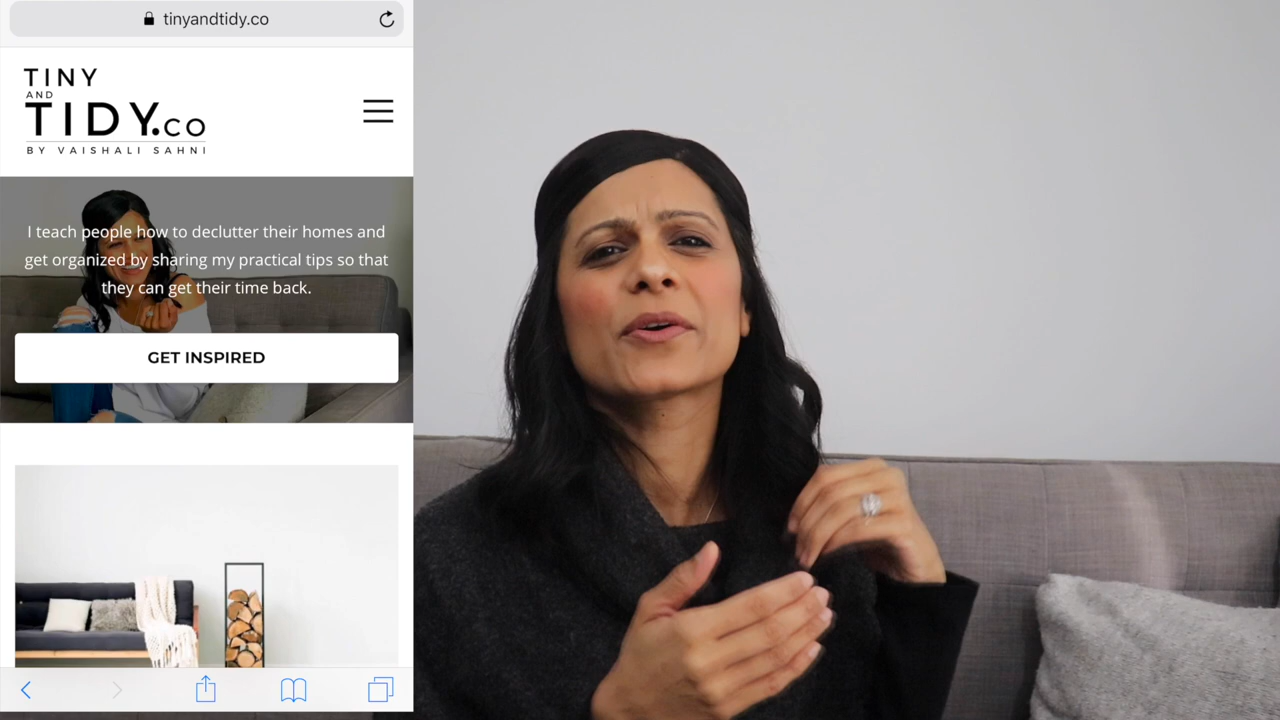 tinyandtidy.co
TINY
AND
TIDY.co
BY VAISHALI SAHNI
I teach people how to declutter their homes and
get organized by sharing my practical tips so that
they can get their time back.
GET INSPIRED